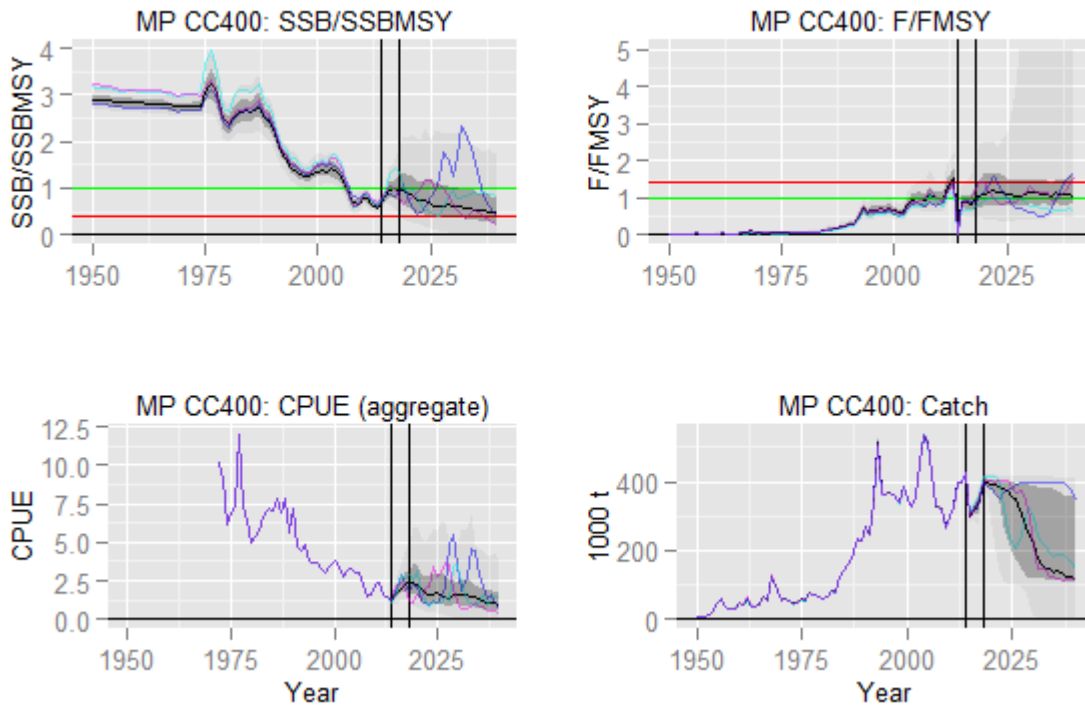 MP CC400: SSB/SSBMSY
SSB/SSBMSY
4
3
2
1
0
1950 1975 2000 2025
MP CC400: F/FMSY
F/FMSY
5
4
3
2
1
0
1950 1975 2000 2025
MP CC400: CPUE (aggregate)
CPUE
12.5
10.0
7.5
5.0
2.5
0.0
1950 1975 2000 2025
Year
MP CC400: Catch
1000 t
400
200
0
1950 1975 2000 2025
Year